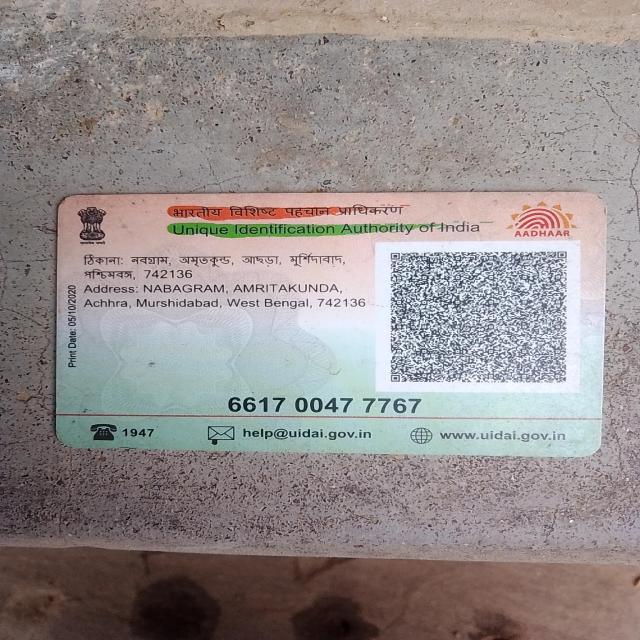 भारतीय विशिष्ट पहचान प्राधिकरण
Unique Identification Authority of India
AADHAAR
ঠিকানা: নবগ্রাম, অমৃতকুন্ড, আছড়া, মুর্শিদাবাদ,
পশ্চিমবঙ্গ, 742136
Address: NABAGRAM, AMRITAKUNDA,
Achhra, Murshidabad, West Bengal, 742136
Print Date: 05/10/2020
6617 0047 7767
1947
help@uidai.gov.in
www.uidai.gov.in